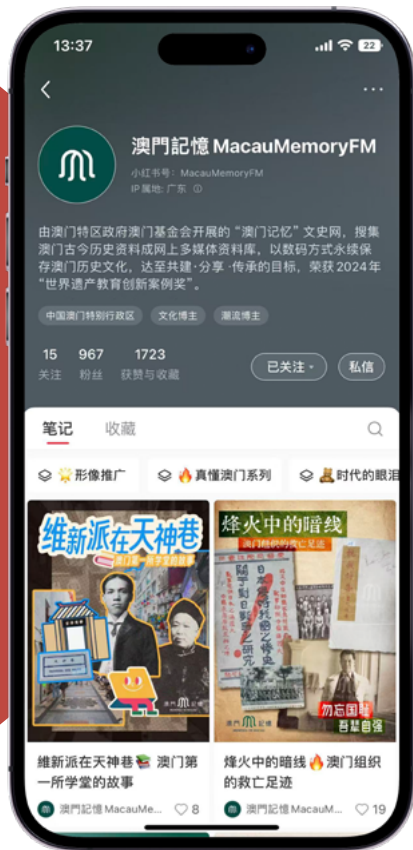 13:37
22
澳門記憶 MacauMemoryFM
小红书号: MacauMemoryFM
IP属地: 广东
由澳门特区政府澳门基金会开展的“澳门记忆”文史网，搜集
澳门古今历史资料成网上多媒体资料库，以数码方式永续保
存澳门历史文化，达至共建·分享·传承的目标，荣获2024年
“世界遗产教育创新案例奖”。
中国澳门特别行政区
文化博主
潮流博主
15 关注
967 粉丝
1723 获赞与收藏
已关注
私信
笔记
收藏
形像推广
真懂澳门系列
时代的眼泪
维新派在天神巷
澳门第一所学堂的故事
澳門記憶
维新派在天神巷 澳门第
一所学堂的故事
澳門記憶 MacauMe...
8
烽火中的暗线
澳门组织的救亡足迹
澳門記憶
勿忘国耻
吾辈自强
烽火中的暗线 澳门组织
的救亡足迹
澳門記憶 MacauM...
19